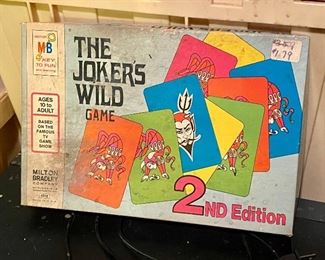 MB
KEY
TO FUN
AGES
10 to
ADULT
BASED
ON THE
FAMOUS
TV
GAME
SHOW
MILTON
BRADLEY
COMPANY
THE
JOKER'S
WILD
GAME
2ND Edition